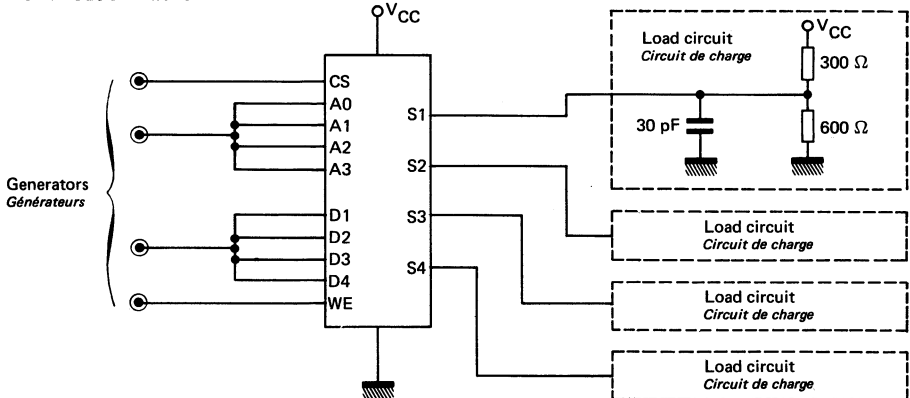 VCC
CS
A0
A1
A2
A3
D1
D2
D3
D4
WE
S1
S2
S3
S4
Generators
Générateurs
Load circuit
Circuit de charge
VCC
300 Ω
30 pF
600 Ω
Load circuit
Circuit de charge
Load circuit
Circuit de charge
Load circuit
Circuit de charge